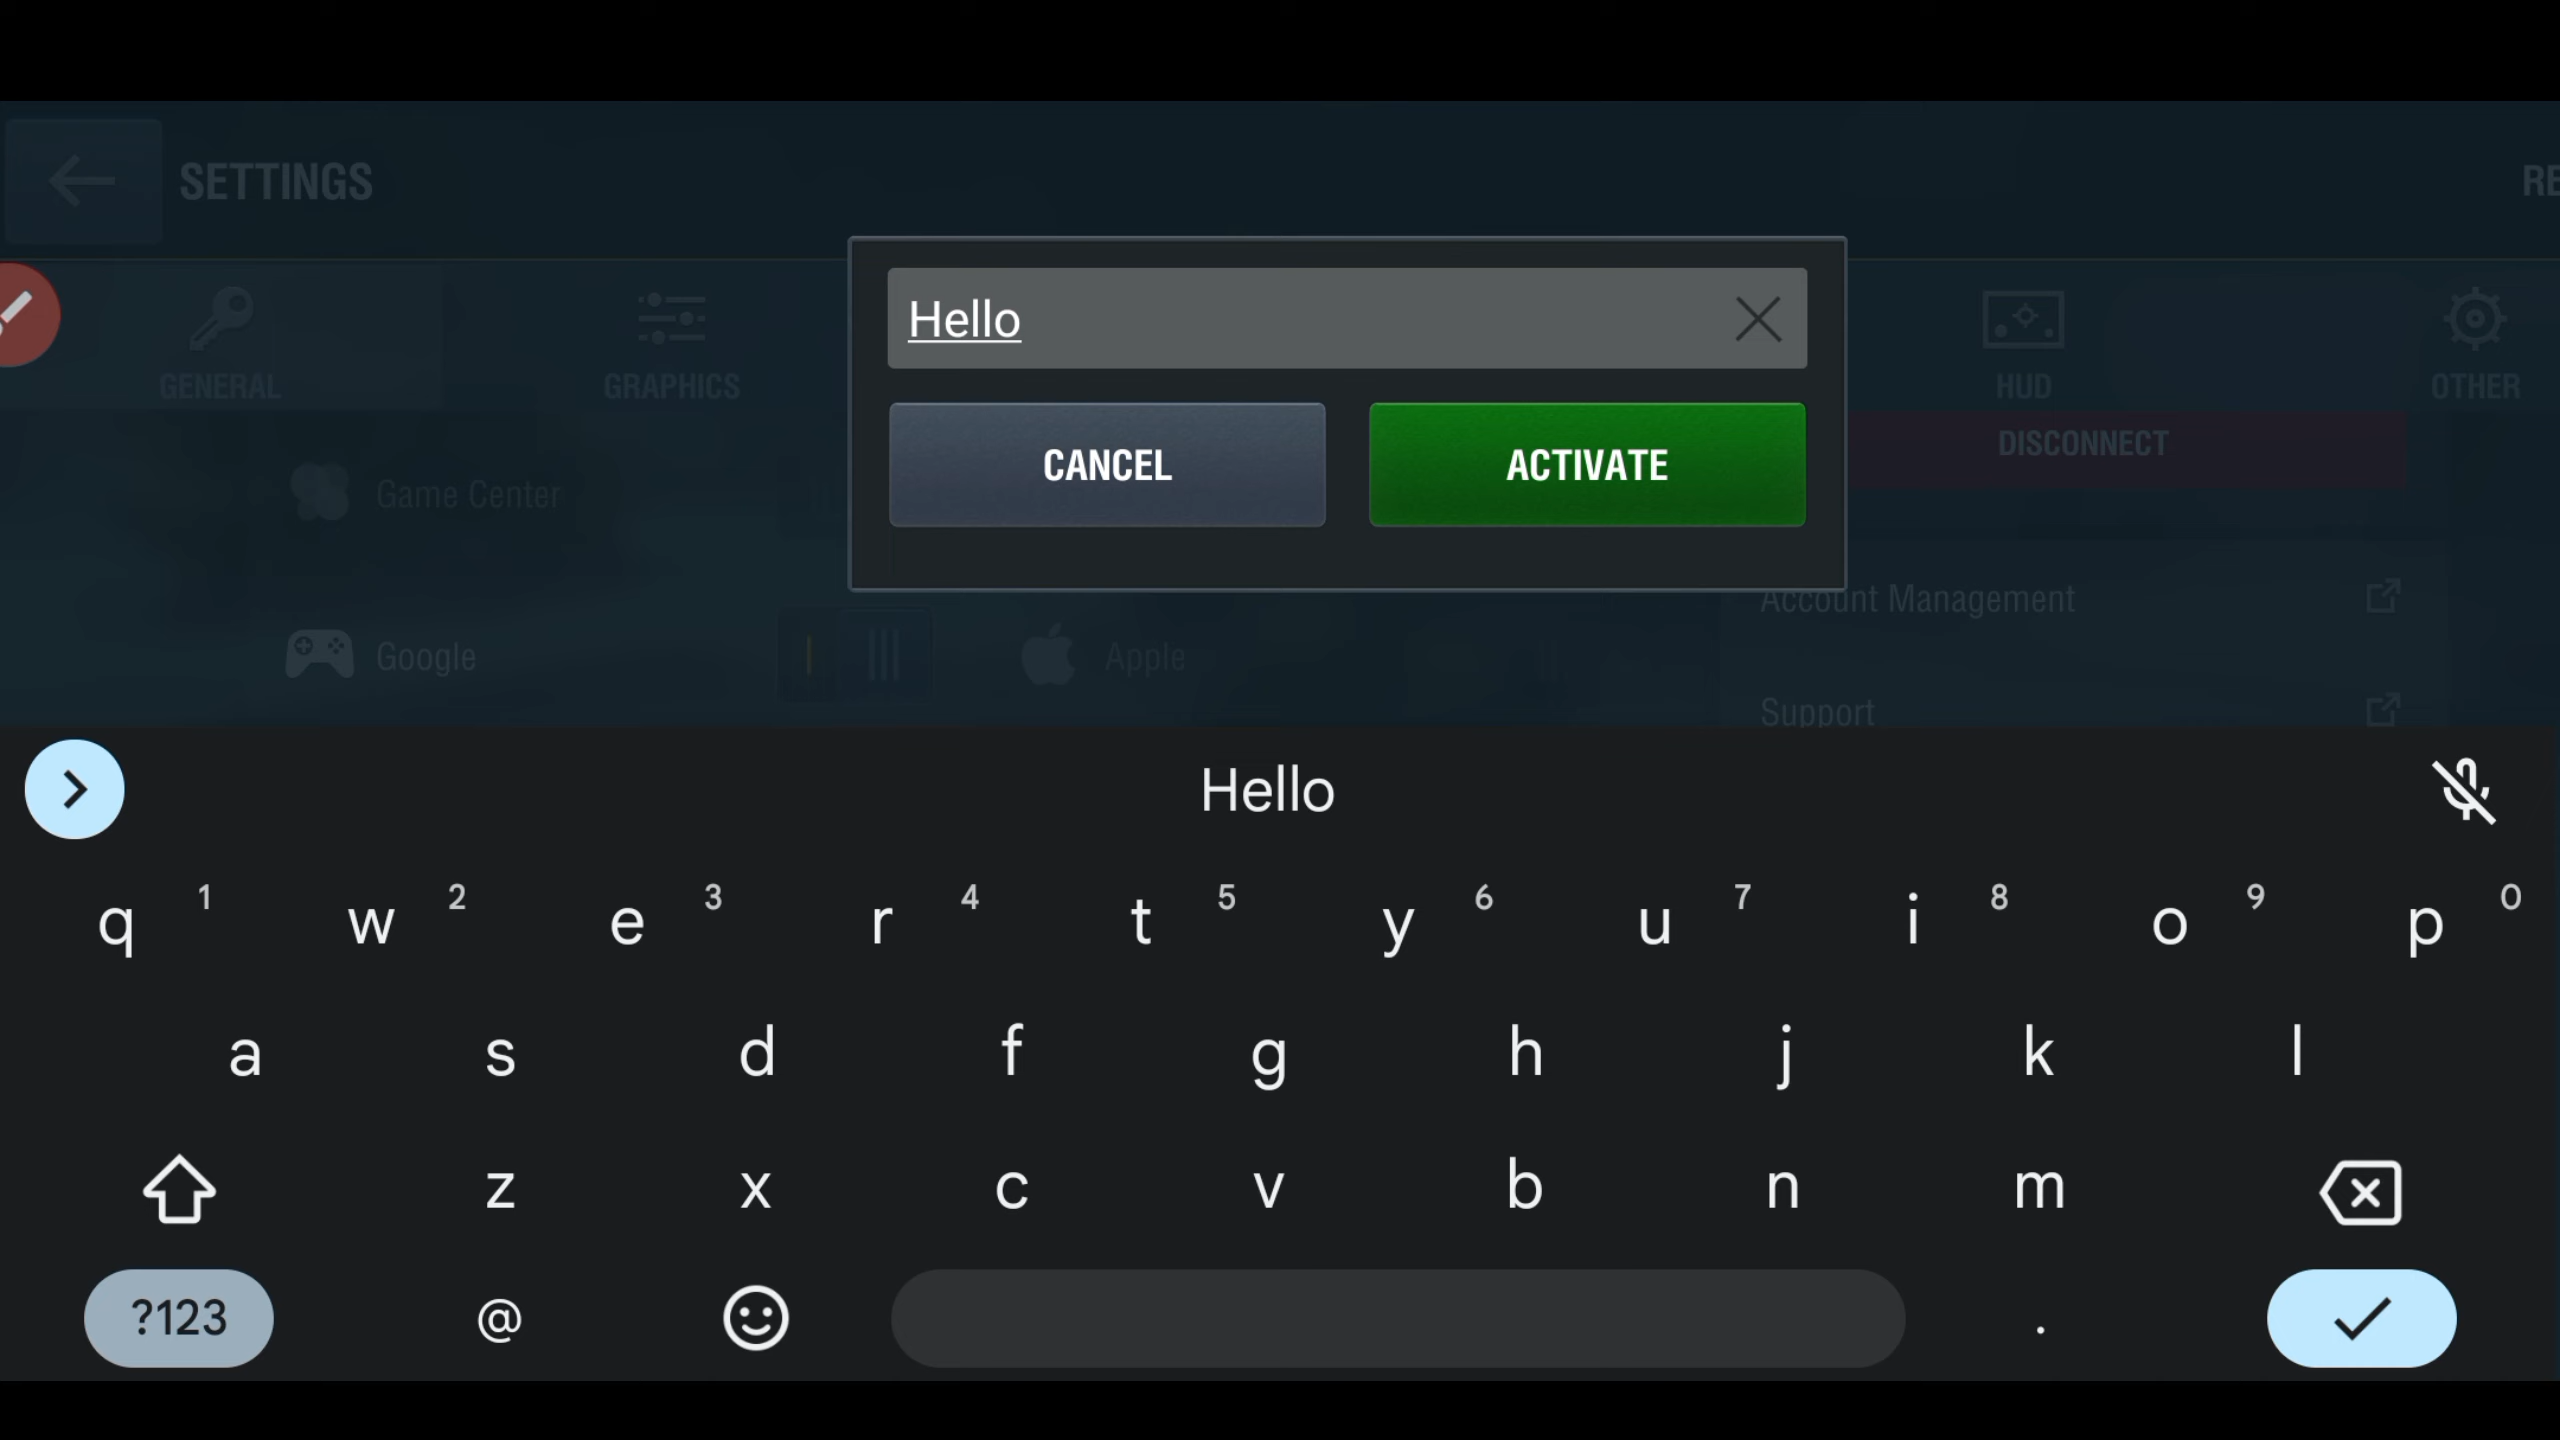 SETTINGS
RE
Hello
GENERAL
GRAPHICS
HUD
OTHER
CANCEL
ACTIVATE
DISCONNECT
Game Center
Account Management
Google
Apple
Support
Hello
q 1 w 2 e 3 r 4 t 5 y 6 u 7 i 8 o 9 p 0
a s d f g h j k l
z x c v b n m
?123 @ .